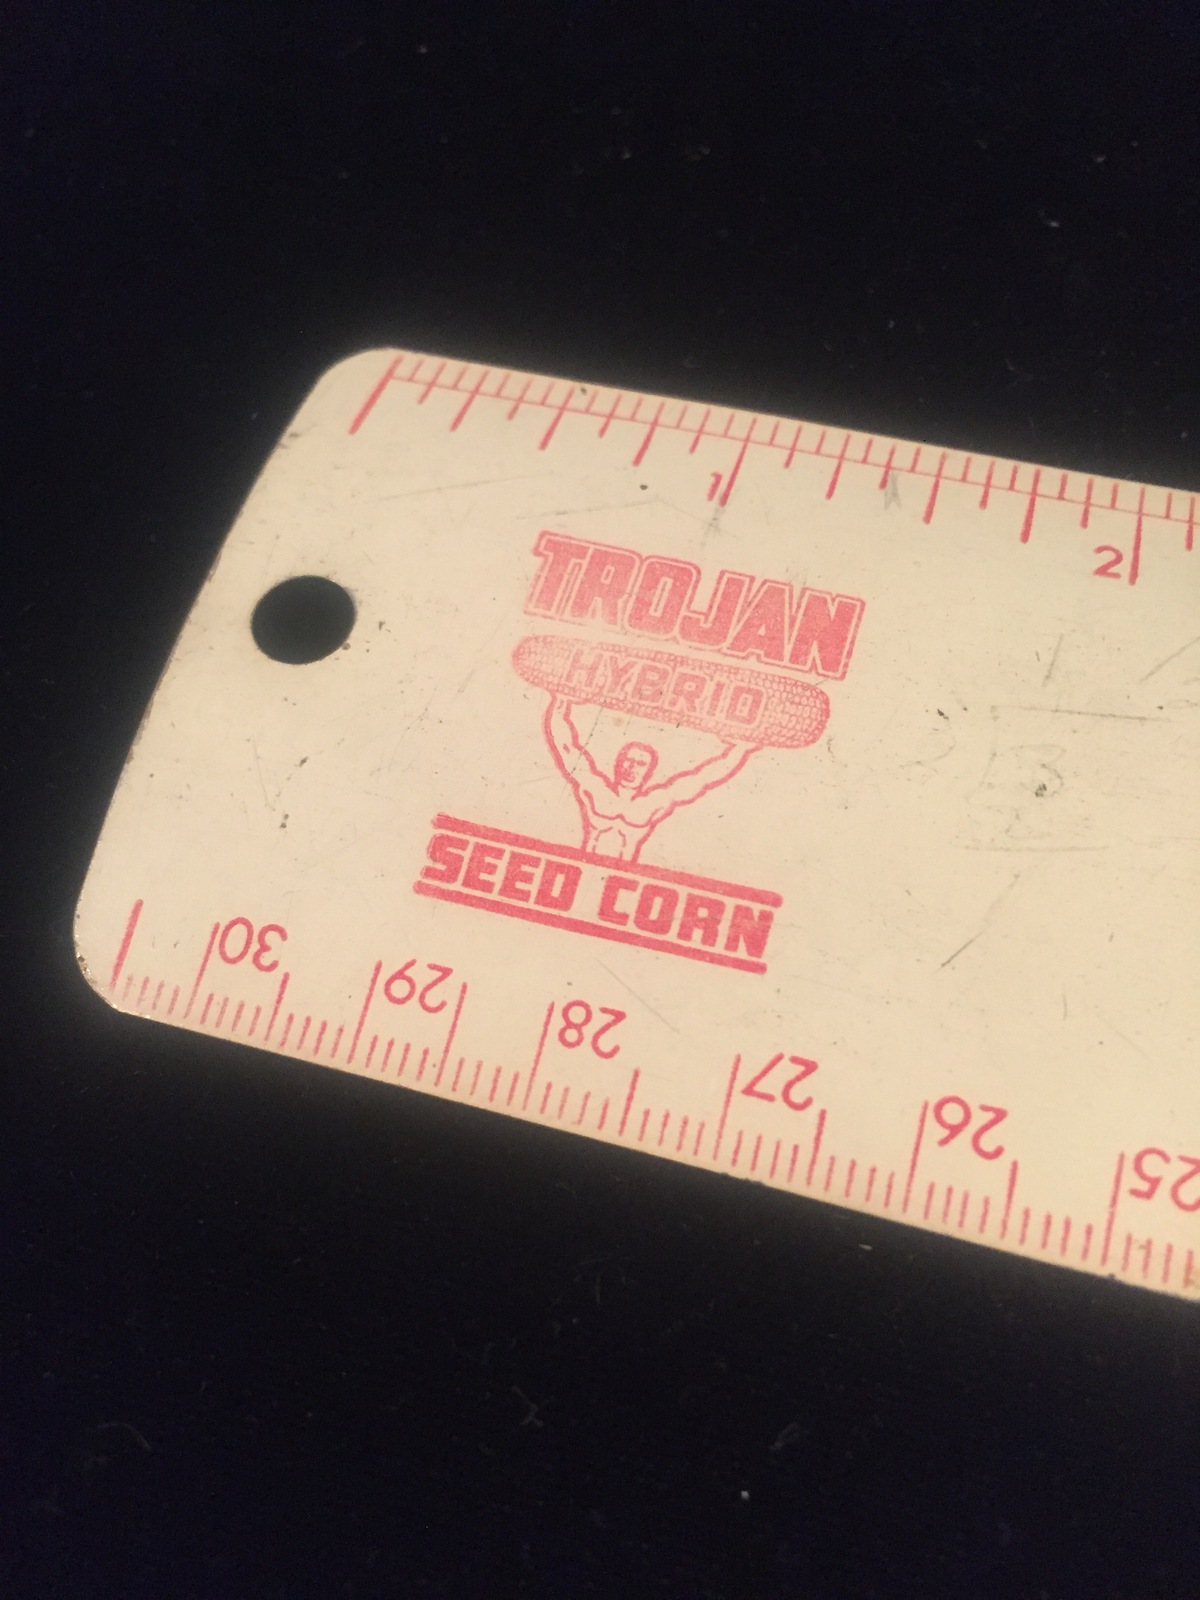 1 2
TROJAN
HYBRID
SEED CORN
30 29 28 27 26 25